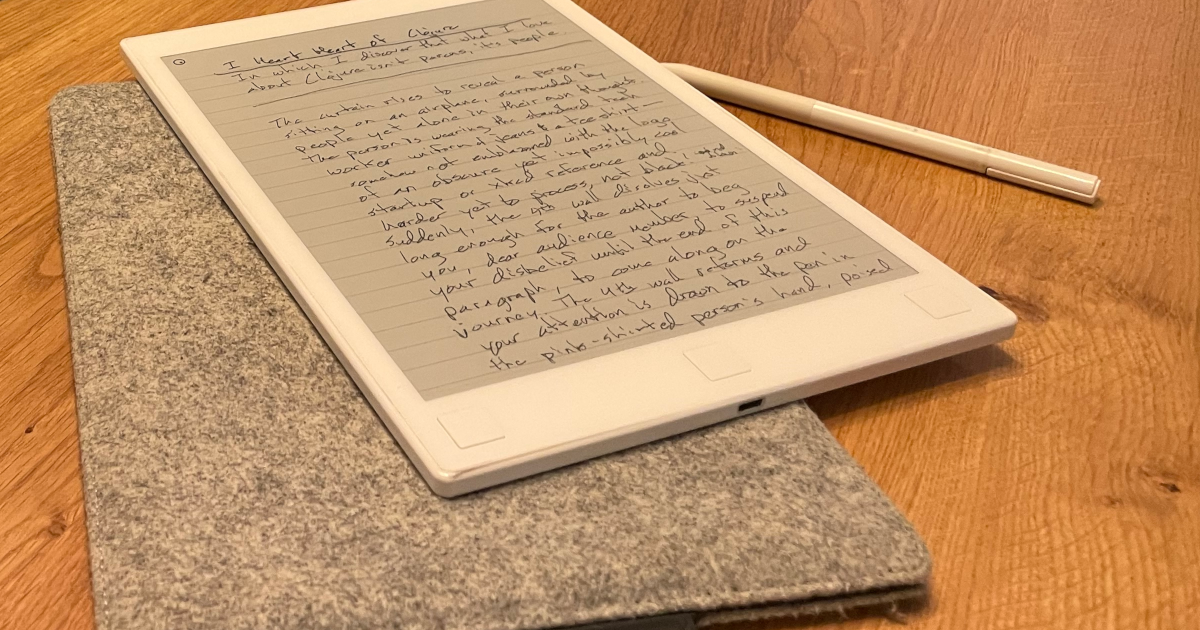 I Heart Heart of Clojure
In which I discover that what I love
about Clojure isn't parens, it's people
The curtain rises to reveal a person
sitting on an airplane, surrounded by
people yet alone in their own thoughts.
The person is wearing the standard tech
worker uniform of jeans & a tee shirt—
somehow not emblazoned with the logo
of an obscure yet impossibly cool
startup or xkcd reference and
harder yet to process, not black.
Suddenly, the 4th wall disolves just
long enough for the author to beg
you, dear audience member, to suspend
your disbelief until the end of this
paragraph, to come along on the
journey. The 4th wall reforms and
your attention is drawn to the pen in
the pink-shirted person's hand, poised